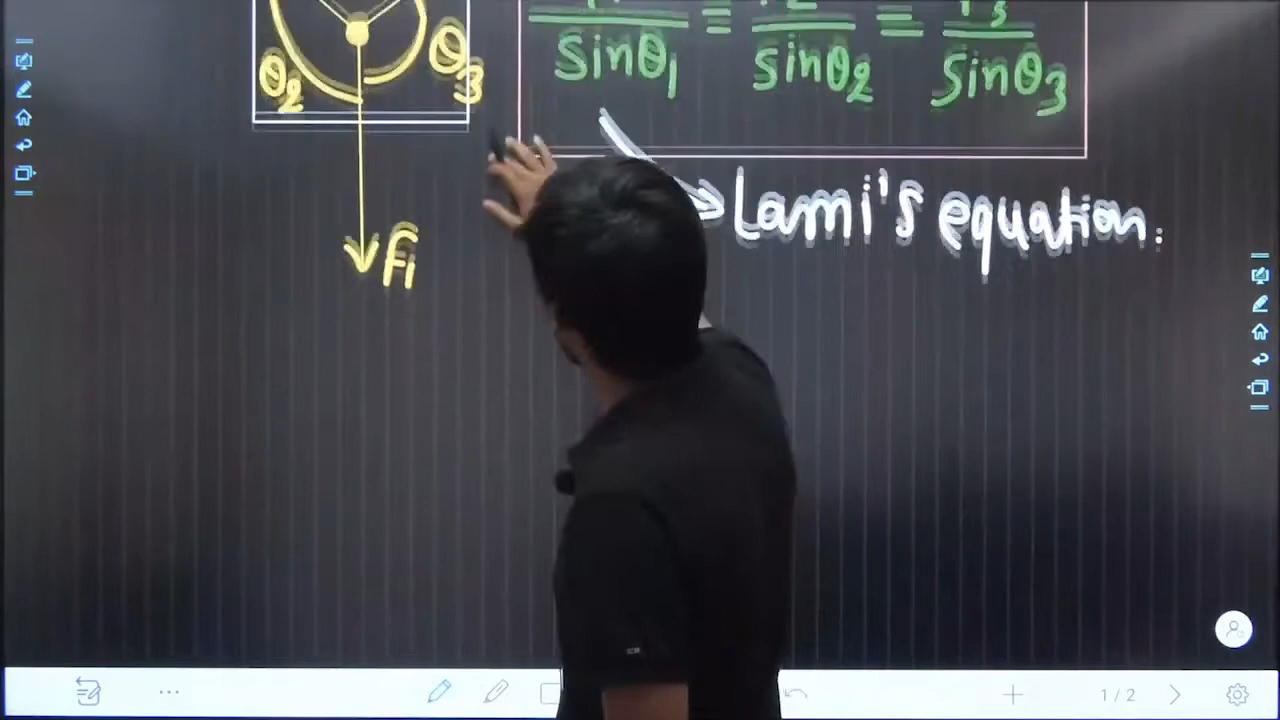 θ2 θ3
Sinθ1 = Sinθ2 = Sinθ3
Lami's equation.
F1
1/2